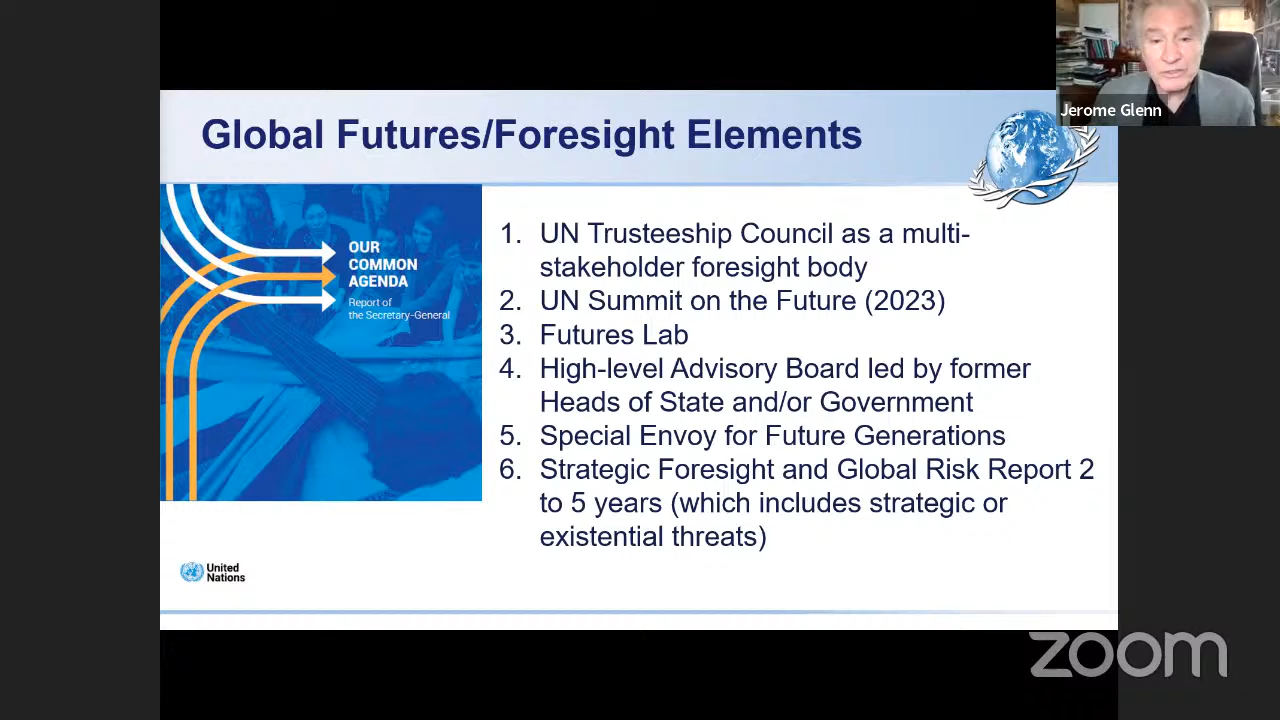 Jerome Glenn
Global Futures/Foresight Elements
OUR
COMMON
AGENDA
Report of
the Secretary-General
1. UN Trusteeship Council as a multi-
stakeholder foresight body
2. UN Summit on the Future (2023)
3. Futures Lab
4. High-level Advisory Board led by former
Heads of State and/or Government
5. Special Envoy for Future Generations
6. Strategic Foresight and Global Risk Report 2
to 5 years (which includes strategic or
existential threats)
United
Nations
zoom